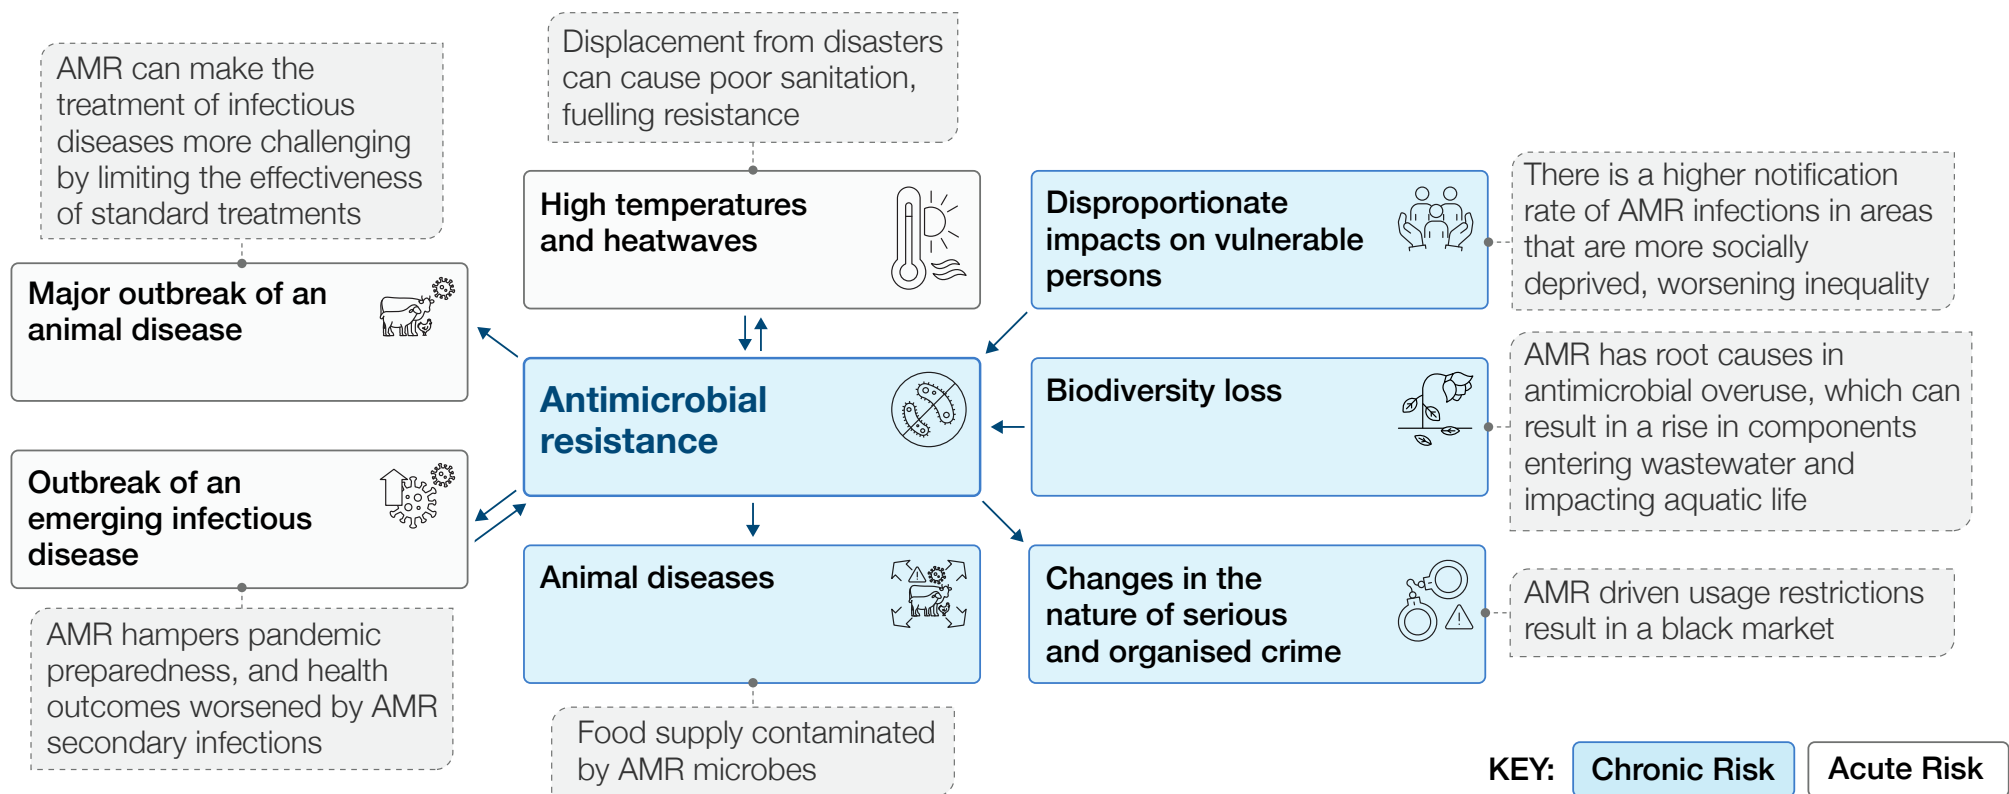 AMR can make the
treatment of infectious
diseases more challenging
by limiting the effectiveness
of standard treatments
Major outbreak of an
animal disease
Outbreak of an
emerging infectious
disease
AMR hampers pandemic
preparedness, and health
outcomes worsened by AMR
secondary infections
Displacement from disasters
can cause poor sanitation,
fuelling resistance
High temperatures
and heatwaves
Antimicrobial
resistance
Animal diseases
Food supply contaminated
by AMR microbes
Disproportionate
impacts on vulnerable
persons
There is a higher notification
rate of AMR infections in areas
that are more socially
deprived, worsening inequality
Biodiversity loss
AMR has root causes in
antimicrobial overuse, which can
result in a rise in components
entering wastewater and
impacting aquatic life
Changes in the
nature of serious
and organised crime
AMR driven usage restrictions
result in a black market
KEY: Chronic Risk Acute Risk